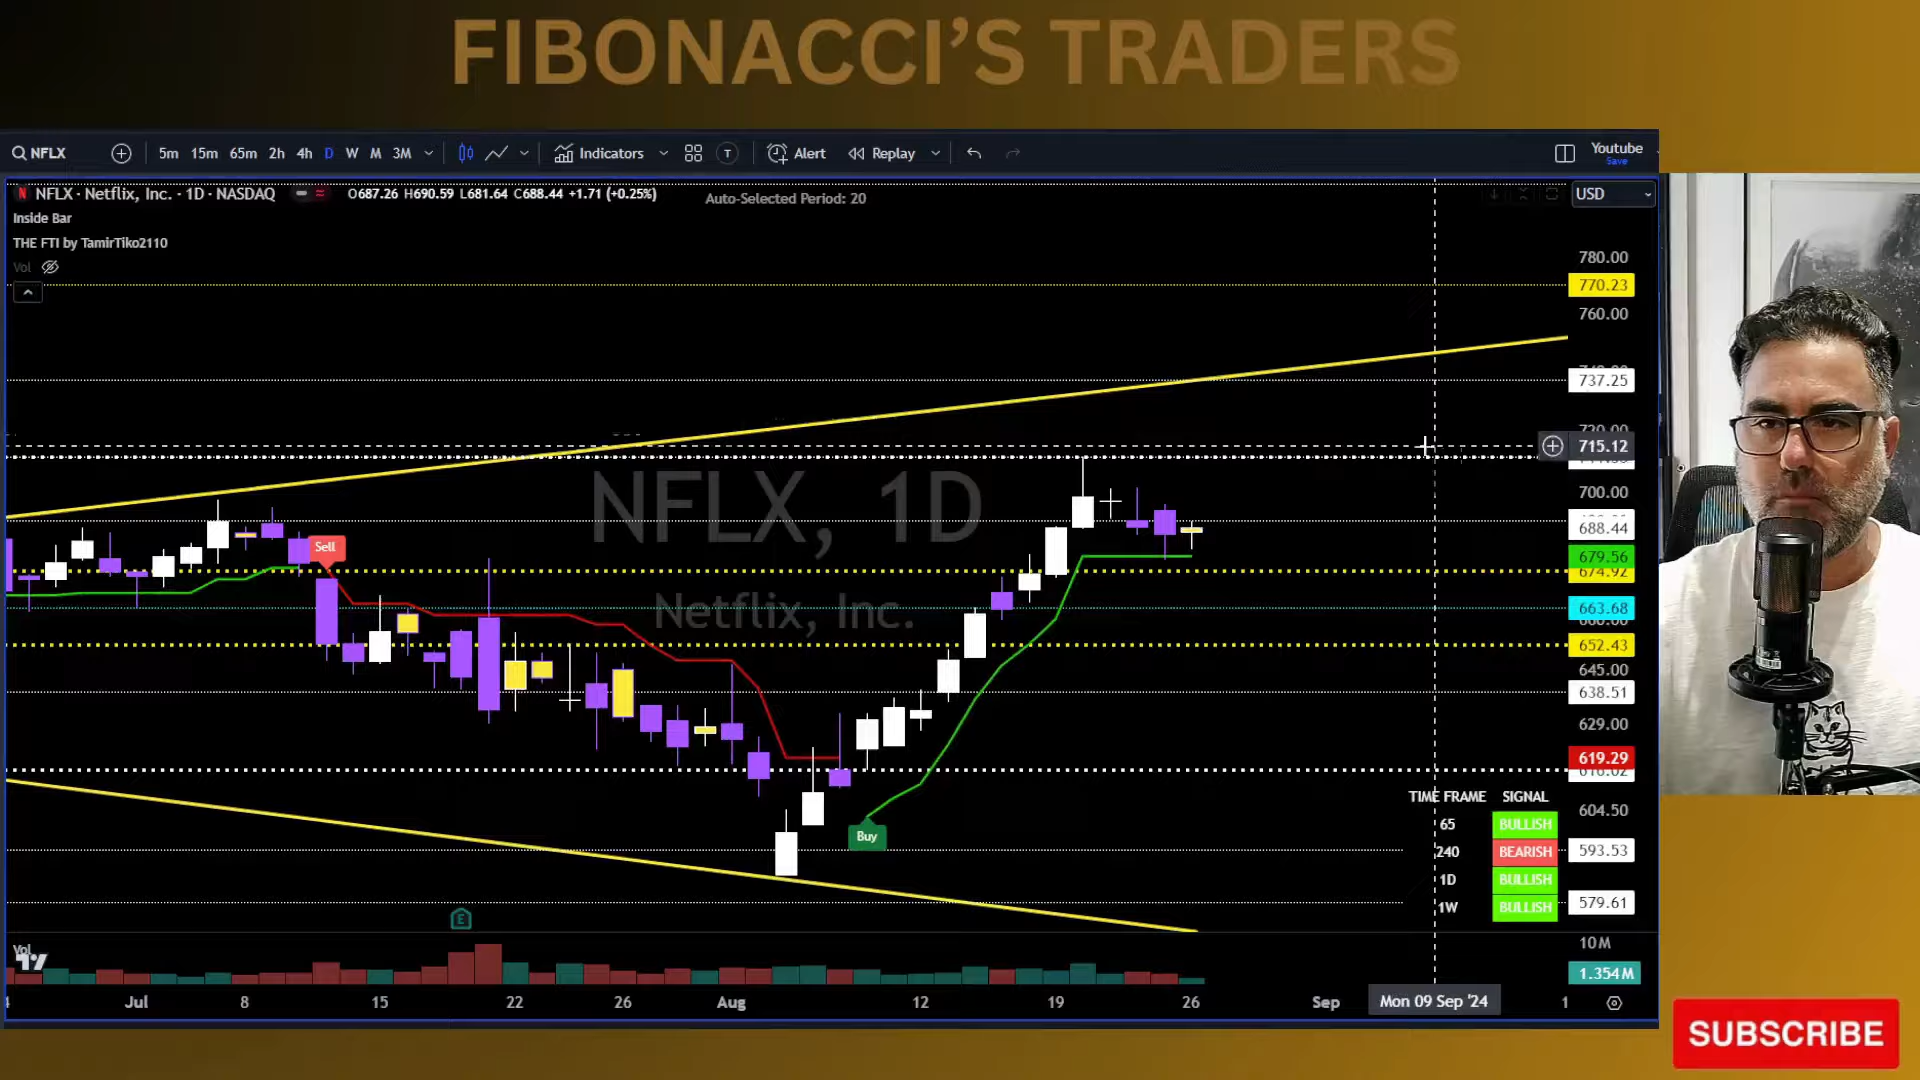 FIBONACCI’S TRADERS
NFLX 5m 15m 65m 2h 4h D W M 3M Indicators T Alert Replay Youtube
Save
NFLX · Netflix, Inc. · 1D · NASDAQ O687.26 H690.59 L681.64 C688.44 +1.71 (+0.25%) Auto-Selected Period: 20 USD
Inside Bar
THE FTI by TamirTiko2110
Vol
780.00
770.23
760.00
737.25
715.12
NFLX, 1D
700.00
688.44
Sell
679.56
674.92
Netflix, Inc.
663.68
652.43
645.00
638.51
629.00
619.29
TIME FRAME SIGNAL
604.50
65 BULLISH
Buy
240 BEARISH 593.53
1D BULLISH
1W BULLISH 579.61
E
Vol 10M
1.354M
Jul 8 15 22 26 Aug 12 19 26 Sep Mon 09 Sep '24 1
SUBSCRIBE